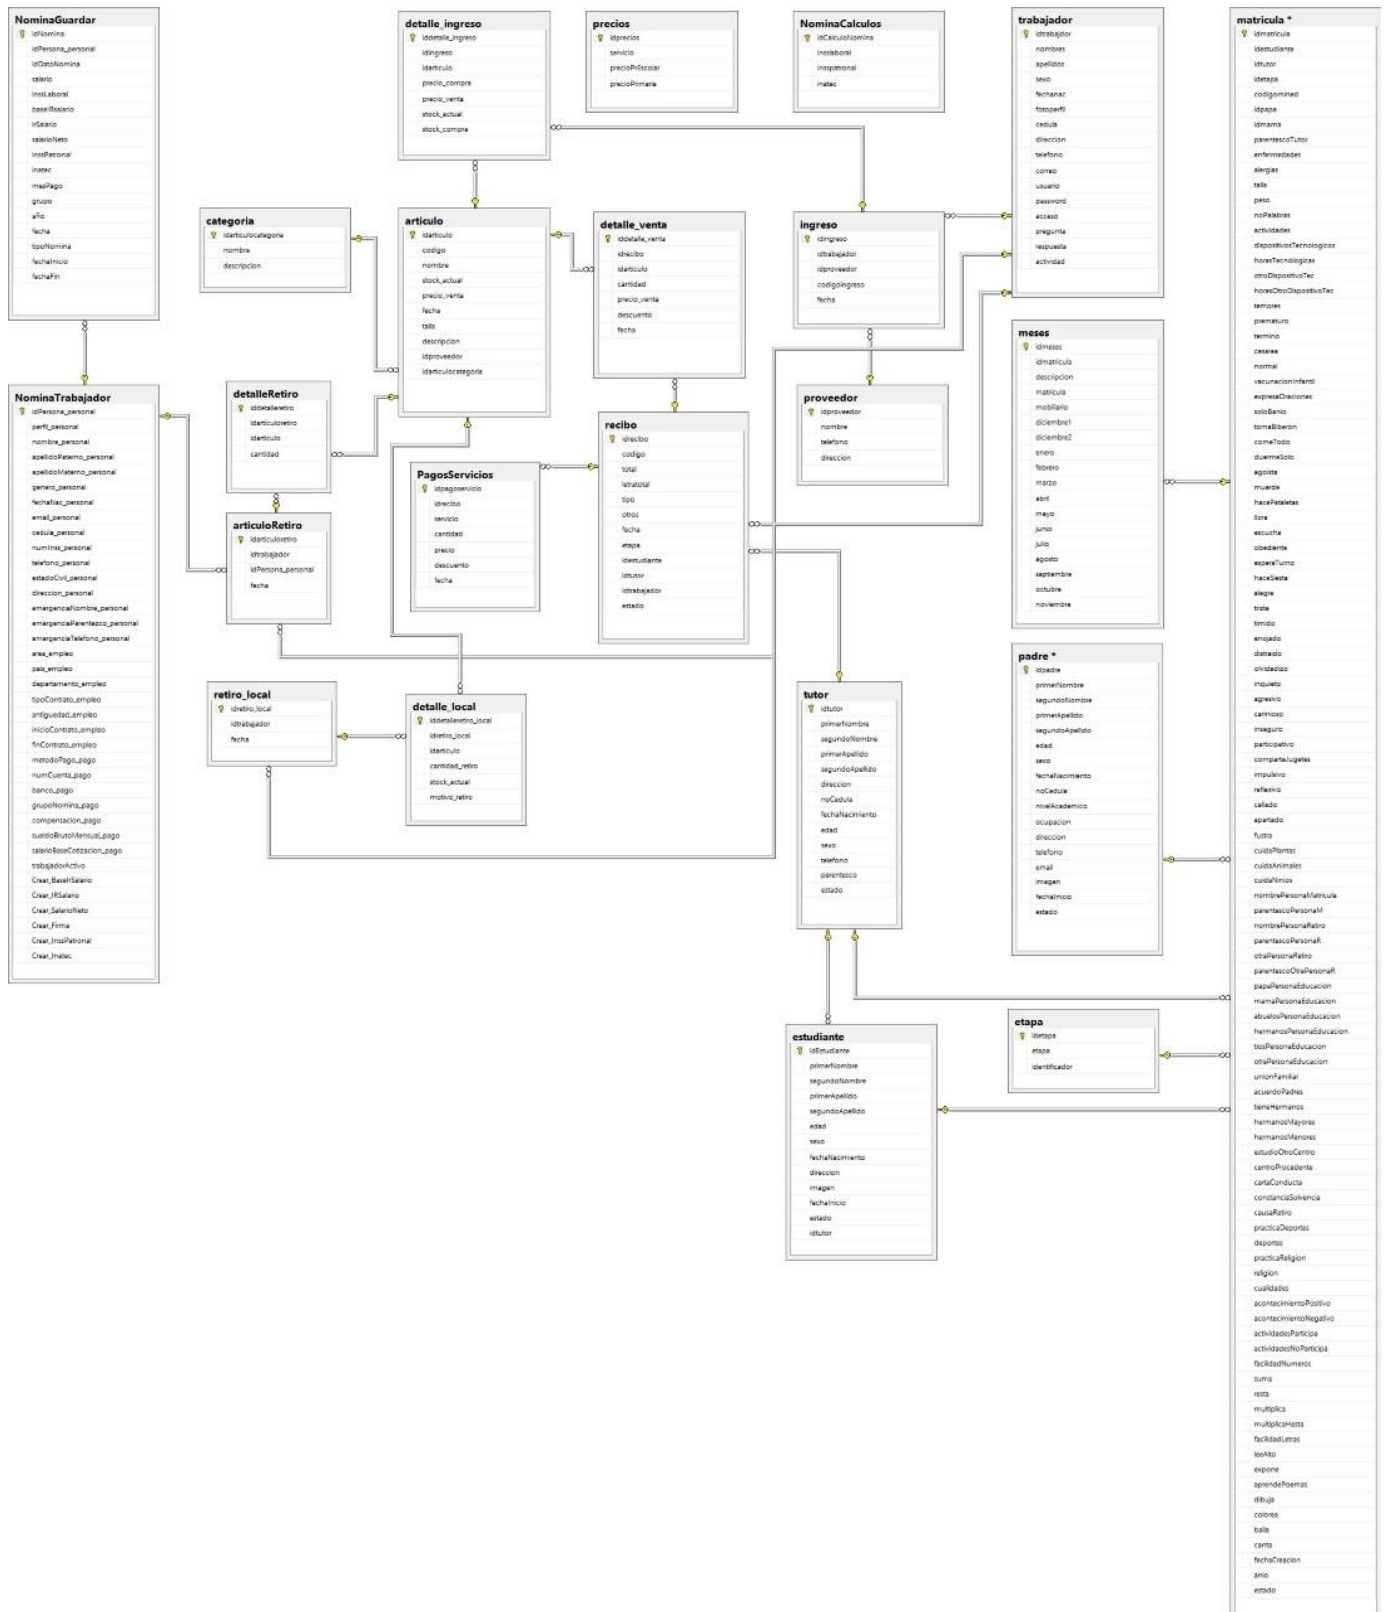 NominaGuardar
idNomina
idPersona_personal
idDatoNomina
salario
inssLaboral
baseIRsalario
irSalario
salarioNeto
inssPatronal
inatec
mesPago
grupo
año
fecha
tipoNomina
fechaInicio
fechaFin
detalle_ingreso
iddetalle_ingreso
idingreso
idarticulo
precio_compra
precio_venta
stock_actual
stock_compra
precios
idprecios
servicio
precioPrEscolar
precioPrimaria
NominaCalculos
idCalculoNomina
insslaboral
insspatronal
inatec
trabajador
idtrabajdor
nombres
apellidos
sexo
fechanac
fotoperfil
cedula
direccion
telefono
correo
usuario
password
acceso
pregunta
respuesta
actividad
categoria
idarticulocategoria
nombre
descripcion
articulo
idarticulo
codigo
nombre
stock_actual
precio_venta
fecha
talla
descripcion
idproveedor
idarticulocategoria
detalle_venta
iddetalle_venta
idrecibo
idarticulo
cantidad
precio_venta
descuento
fecha
ingreso
idingreso
idtrabajador
idproveedor
codigoingreso
fecha
meses
idmeses
idmatricula
descripcion
matricula
mobiliario
diciembre1
diciembre2
enero
febrero
marzo
abril
mayo
junio
julio
agosto
septiembre
octubre
noviembre
NominaTrabajador
idPersona_personal
perfil_personal
nombre_personal
apellidoPaterno_personal
apellidoMaterno_personal
genero_personal
fechaNac_personal
email_personal
cedula_personal
numInss_personal
telefono_personal
estadoCivil_personal
direccion_personal
emergenciaNombre_personal
emergenciaParentezco_personal
emergenciaTelefono_personal
area_empleo
pais_empleo
departamento_empleo
tipoContrato_empleo
antiguedad_empleo
inicioContrato_empleo
finContrato_empleo
metodoPago_pago
numCuenta_pago
banco_pago
grupoNomina_pago
compensacion_pago
sueldoBrutoMensual_pago
salarioBaseCotizacion_pago
trabajadorActivo
Crear_BaseIrSalario
Crear_IRSalario
Crear_SalarioNeto
Crear_Firma
Crear_InssPatronal
Crear_Inatec
detalleRetiro
iddetalleretiro
idarticuloretiro
idarticulo
cantidad
proveedor
idproveedor
nombre
telefono
direccion
recibo
idrecibo
codigo
total
letratotal
tipo
otros
fecha
etapa
idestudiante
idtutor
idtrabajador
estado
PagosServicios
idpagoservicio
idrecibo
servicio
cantidad
precio
descuento
fecha
articuloRetiro
idarticuloretiro
idtrabajador
idPersona_personal
fecha
padre *
idpadre
primerNombre
segundoNombre
primerApellido
segundoApellido
edad
sexo
fechaNacimiento
noCedula
nivelAcademico
ocupacion
direccion
telefono
email
imagen
fechaInicio
estado
retiro_local
idretiro_local
idtrabajador
fecha
detalle_local
iddetalleretiro_local
idretiro_local
idarticulo
cantidad_retiro
stock_actual
motivo_retiro
tutor
idtutor
primerNombre
segundoNombre
primerApellido
segundoApellido
direccion
noCedula
fechaNacimiento
edad
sexo
telefono
parentesco
estado
etapa
idetapa
etapa
identificador
estudiante
idEstudiante
primerNombre
segundoNombre
primerApellido
segundoApellido
edad
sexo
fechaNacimiento
direccion
imagen
fechaInicio
estado
idtutor
matricula *
idmatricula
idestudiante
idtutor
idetapa
codigomined
idpapa
idmama
parentescoTutor
enfermedades
alergias
talla
peso
noPalabras
actividades
dispositivosTecnologicos
horasTecnologicas
otroDispositivoTec
horasOtroDispositivoTec
temores
prematuro
termino
cesarea
normal
vacunacionInfantil
expresaOraciones
soloBanio
tomaBiberon
comeTodo
duermeSolo
egoista
muerde
hacePataletas
llora
escucha
obediente
esperaTurno
haceSiesta
alegre
triste
timido
enojado
distraido
olvidadizo
inquieto
agresivo
carinioso
inseguro
participativo
comparteJugetes
impulsivo
reflexivo
callado
apartado
fustra
cuidaPlantas
cuidaAnimales
cuidaNinios
nombrePersonaMatricula
parentescoPersonaM
nombrePersonaRetiro
parentescoPersonaR
otraPersonaRetiro
parentescoOtraPersonaR
papaPersonaEducacion
mamaPersonaEducacion
abuelosPersonaEducacion
hermanosPersonaEducacion
tiosPersonaEducacion
otraPersonaEducacion
unionFamiliar
acuerdoPadres
tieneHermanos
hermanosMayores
hermanosMenores
estudioOtroCentro
centroProcedente
cartaConducta
constanciaSolvencia
causaRetiro
practicaDeportes
deportes
practicaReligion
religion
cualidades
acontecimientoPositivo
acontecimientoNegativo
actividadesParticipa
actividadesNoParticipa
facilidadNumeros
suma
resta
multiplica
multiplicaHasta
facilidadLetras
leeAlto
expone
aprendePoemas
dibuja
colorea
baila
canta
fechaCreacion
anio
estado